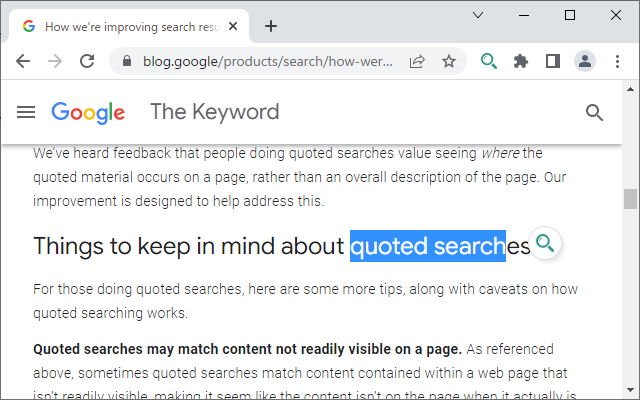 How we're improving search resu
blog.google/products/search/how-wer...
Google The Keyword
We've heard feedback that people doing quoted searches value seeing where the
quoted material occurs on a page, rather than an overall description of the page. Our
improvement is designed to help address this.
Things to keep in mind about quoted searches
For those doing quoted searches, here are some more tips, along with caveats on how
quoted searching works.
Quoted searches may match content not readily visible on a page. As referenced
above, sometimes quoted searches match content contained within a web page that
isn't readily visible, making it seem like the content isn't on the page when it actually is